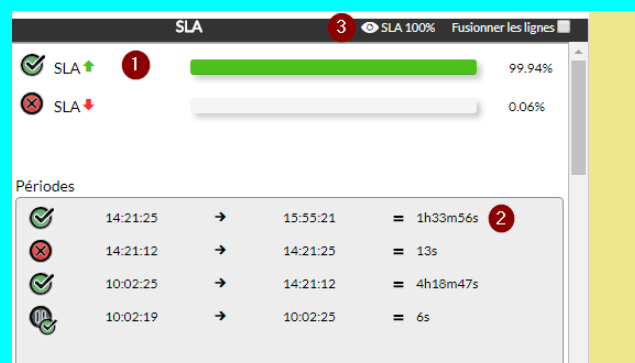 SLA 3 SLA 100% Fusionner les lignes
SLA 1 99.94%
SLA 0.06%
Périodes
14:21:25 → 15:55:21 = 1h33m56s 2
14:21:12 → 14:21:25 = 13s
10:02:25 → 14:21:12 = 4h18m47s
10:02:19 → 10:02:25 = 6s